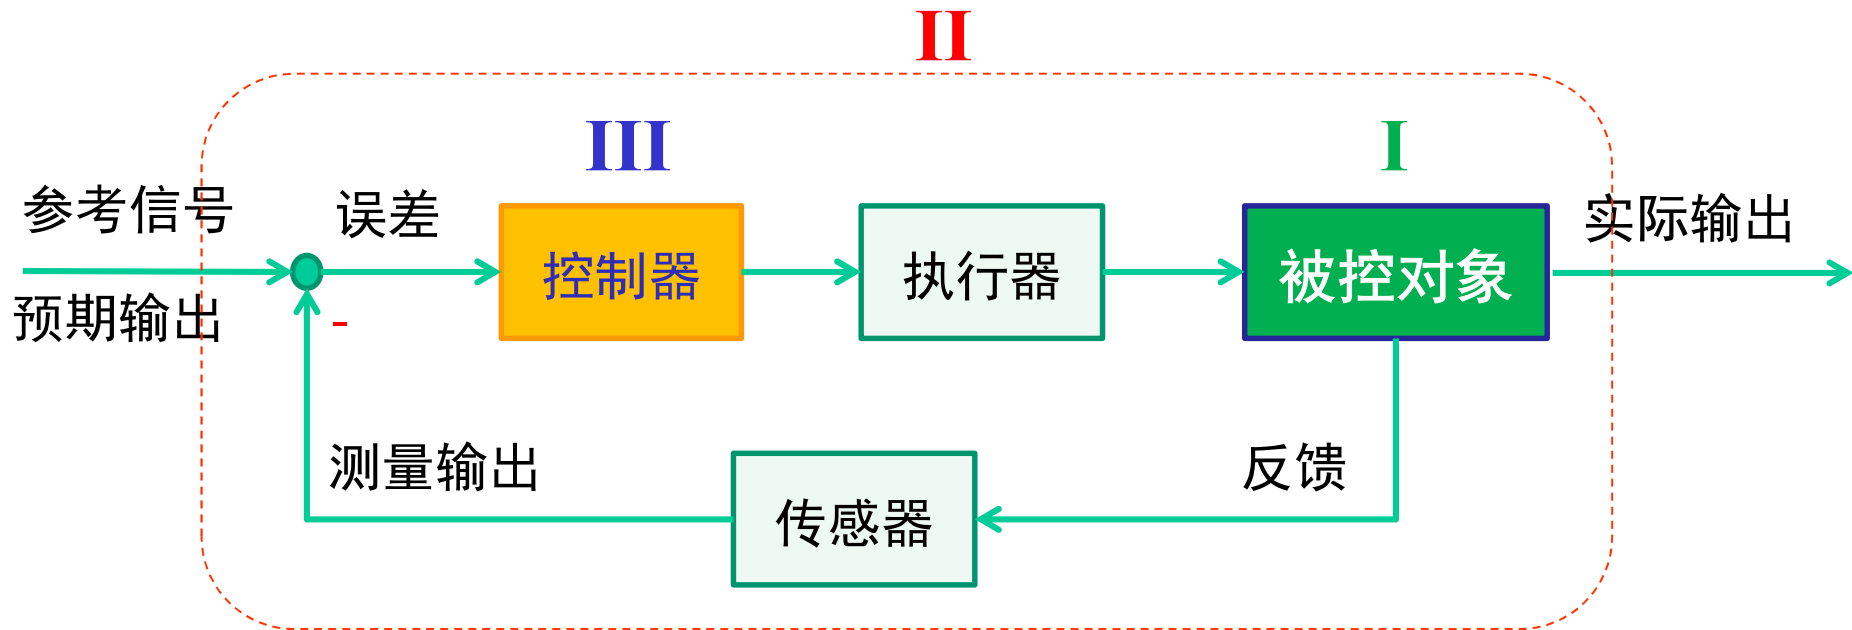 II
III
I
参考信号
误差
实际输出
控制器
执行器
被控对象
预期输出
-
测量输出
反馈
传感器